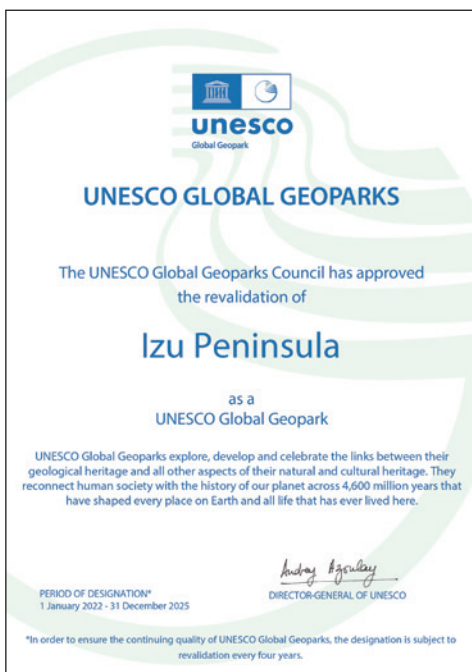 unesco
Global Geopark
UNESCO GLOBAL GEOPARKS
The UNESCO Global Geoparks Council has approved
the revalidation of
Izu Peninsula
as a
UNESCO Global Geopark
UNESCO Global Geoparks explore, develop and celebrate the links between their
geological heritage and all other aspects of their natural and cultural heritage. They
reconnect human society with the history of our planet across 4,600 million years that
have shaped every place on Earth and all life that has ever lived here.
Audrey Azoulay
PERIOD OF DESIGNATION*
1 January 2022 - 31 December 2025
DIRECTOR-GENERAL OF UNESCO
*In order to ensure the continuing quality of UNESCO Global Geoparks, the designation is subject to
revalidation every four years.